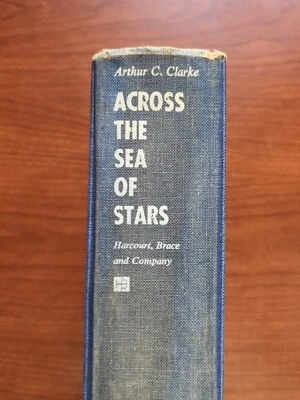 Arthur C. Clarke
ACROSS
THE
SEA
OF
STARS
Harcourt, Brace
and Company